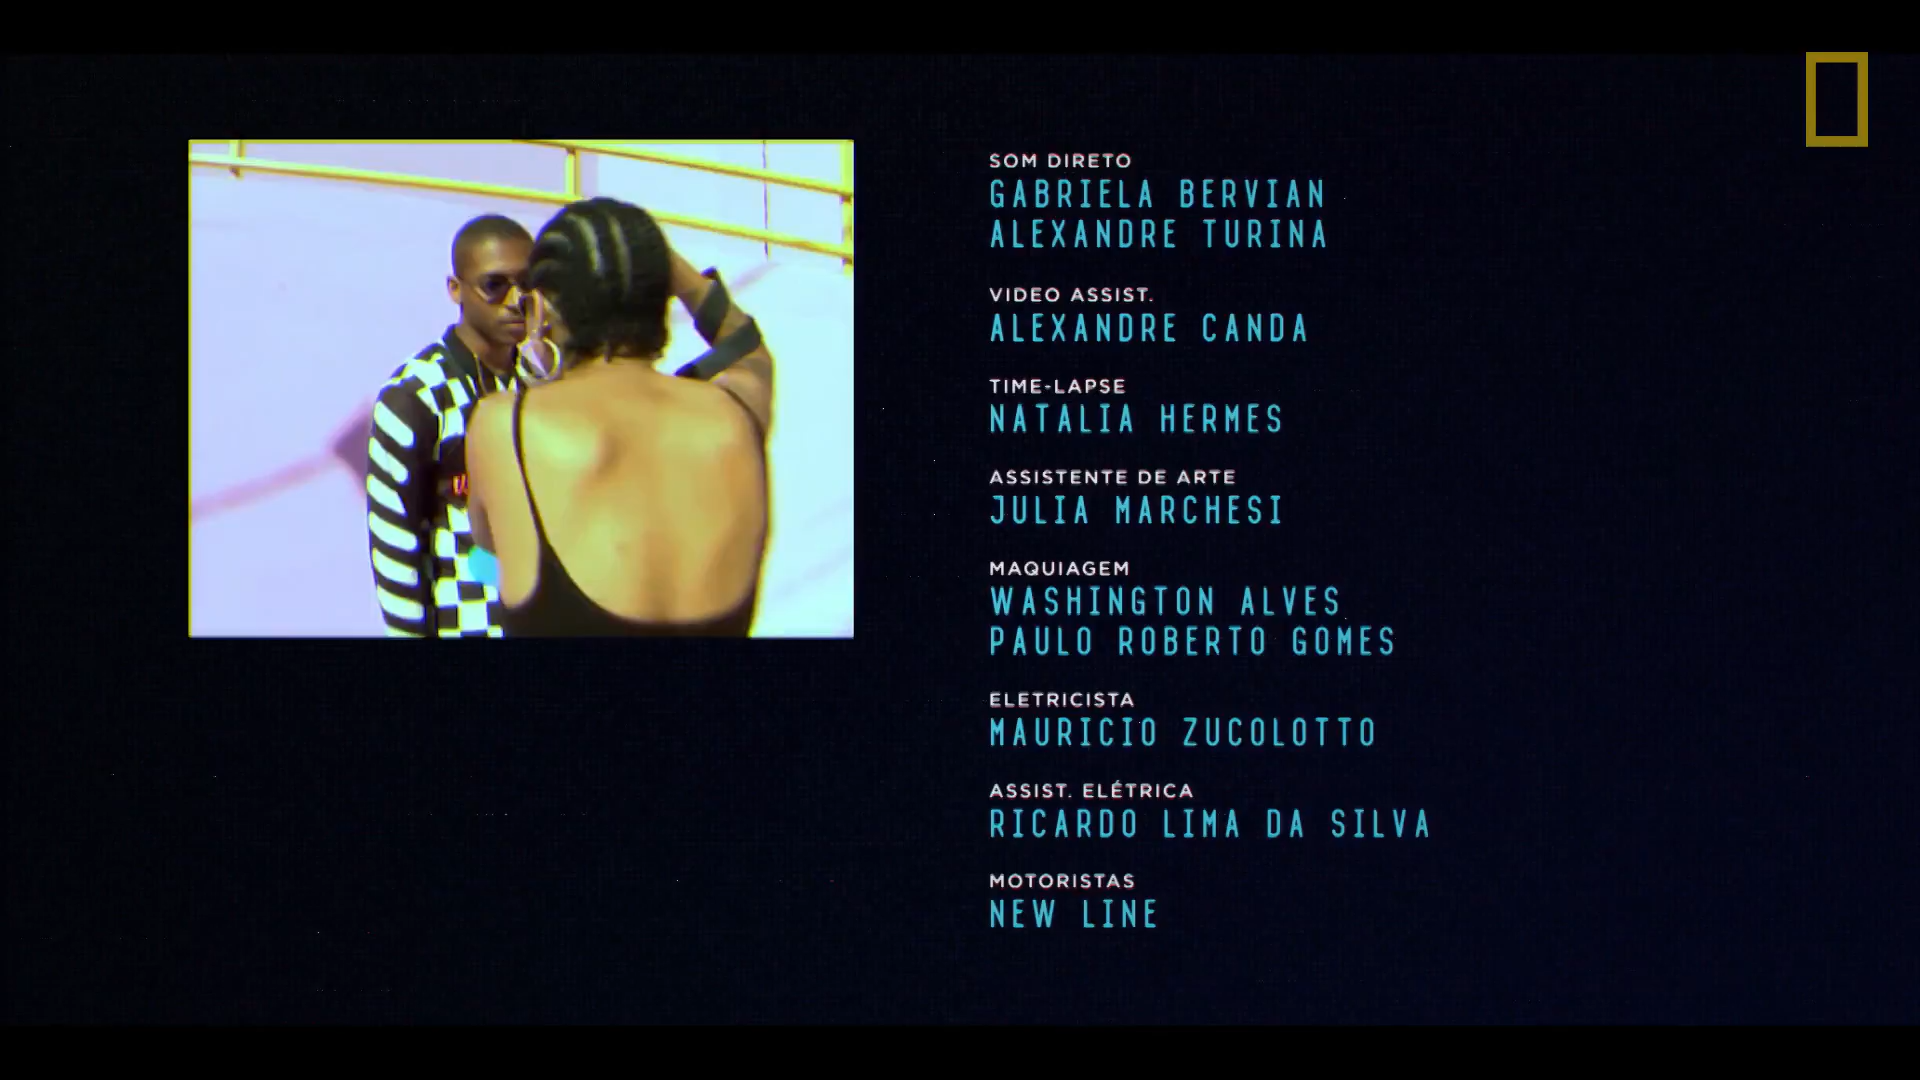 SOM DIRETO
GABRIELA BERVIAN
ALEXANDRE TURINA
VIDEO ASSIST.
ALEXANDRE CANDA
TIME-LAPSE
NATALIA HERMES
ASSISTENTE DE ARTE
JULIA MARCHESI
MAQUIAGEM
WASHINGTON ALVES
PAULO ROBERTO GOMES
ELETRICISTA
MAURICIO ZUCOLOTTO
ASSIST. ELÉTRICA
RICARDO LIMA DA SILVA
MOTORISTAS
NEW LINE